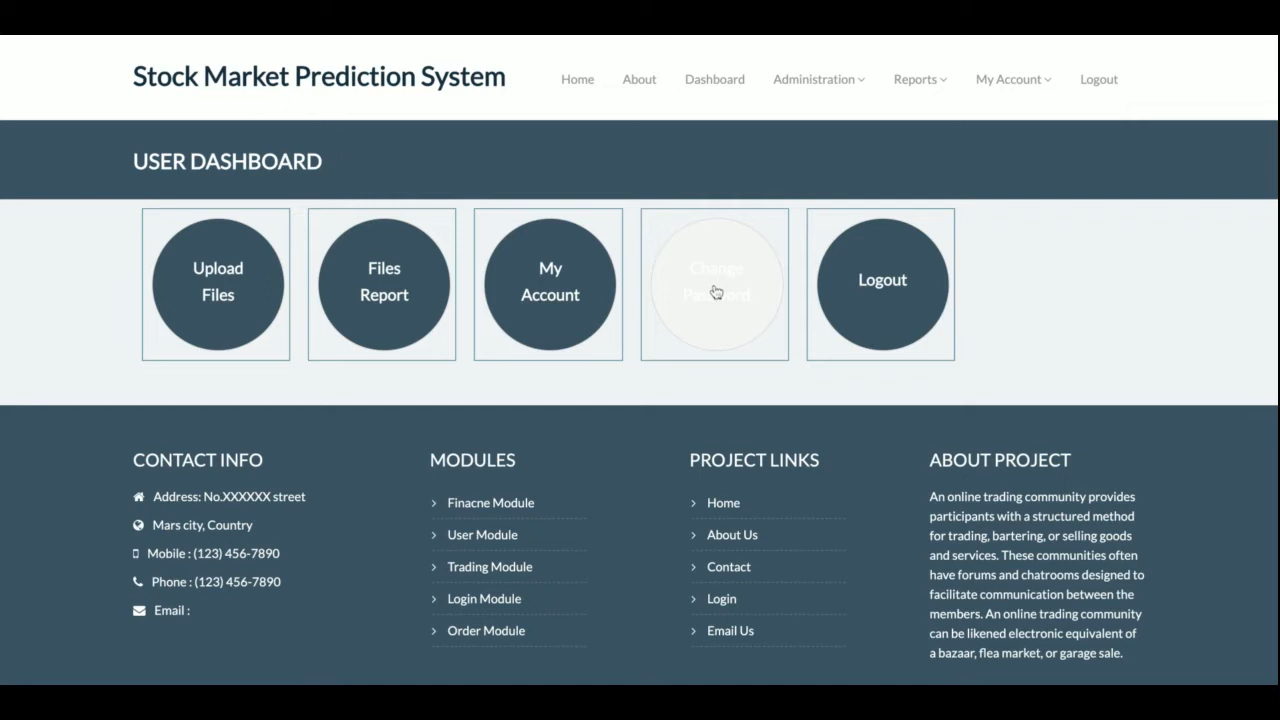 Stock Market Prediction System
Home
About
Dashboard
Administration
Reports
My Account
Logout
USER DASHBOARD
Upload
Files
Files
Report
My
Account
Change
Password
Logout
CONTACT INFO
Address: No.XXXXXX street
Mars city, Country
Mobile : (123) 456-7890
Phone : (123) 456-7890
Email :
MODULES
Finacne Module
User Module
Trading Module
Login Module
Order Module
PROJECT LINKS
Home
About Us
Contact
Login
Email Us
ABOUT PROJECT
An online trading community provides
participants with a structured method
for trading, bartering, or selling goods
and services. These communities often
have forums and chatrooms designed to
facilitate communication between the
members. An online trading community
can be likened electronic equivalent of
a bazaar, flea market, or garage sale.